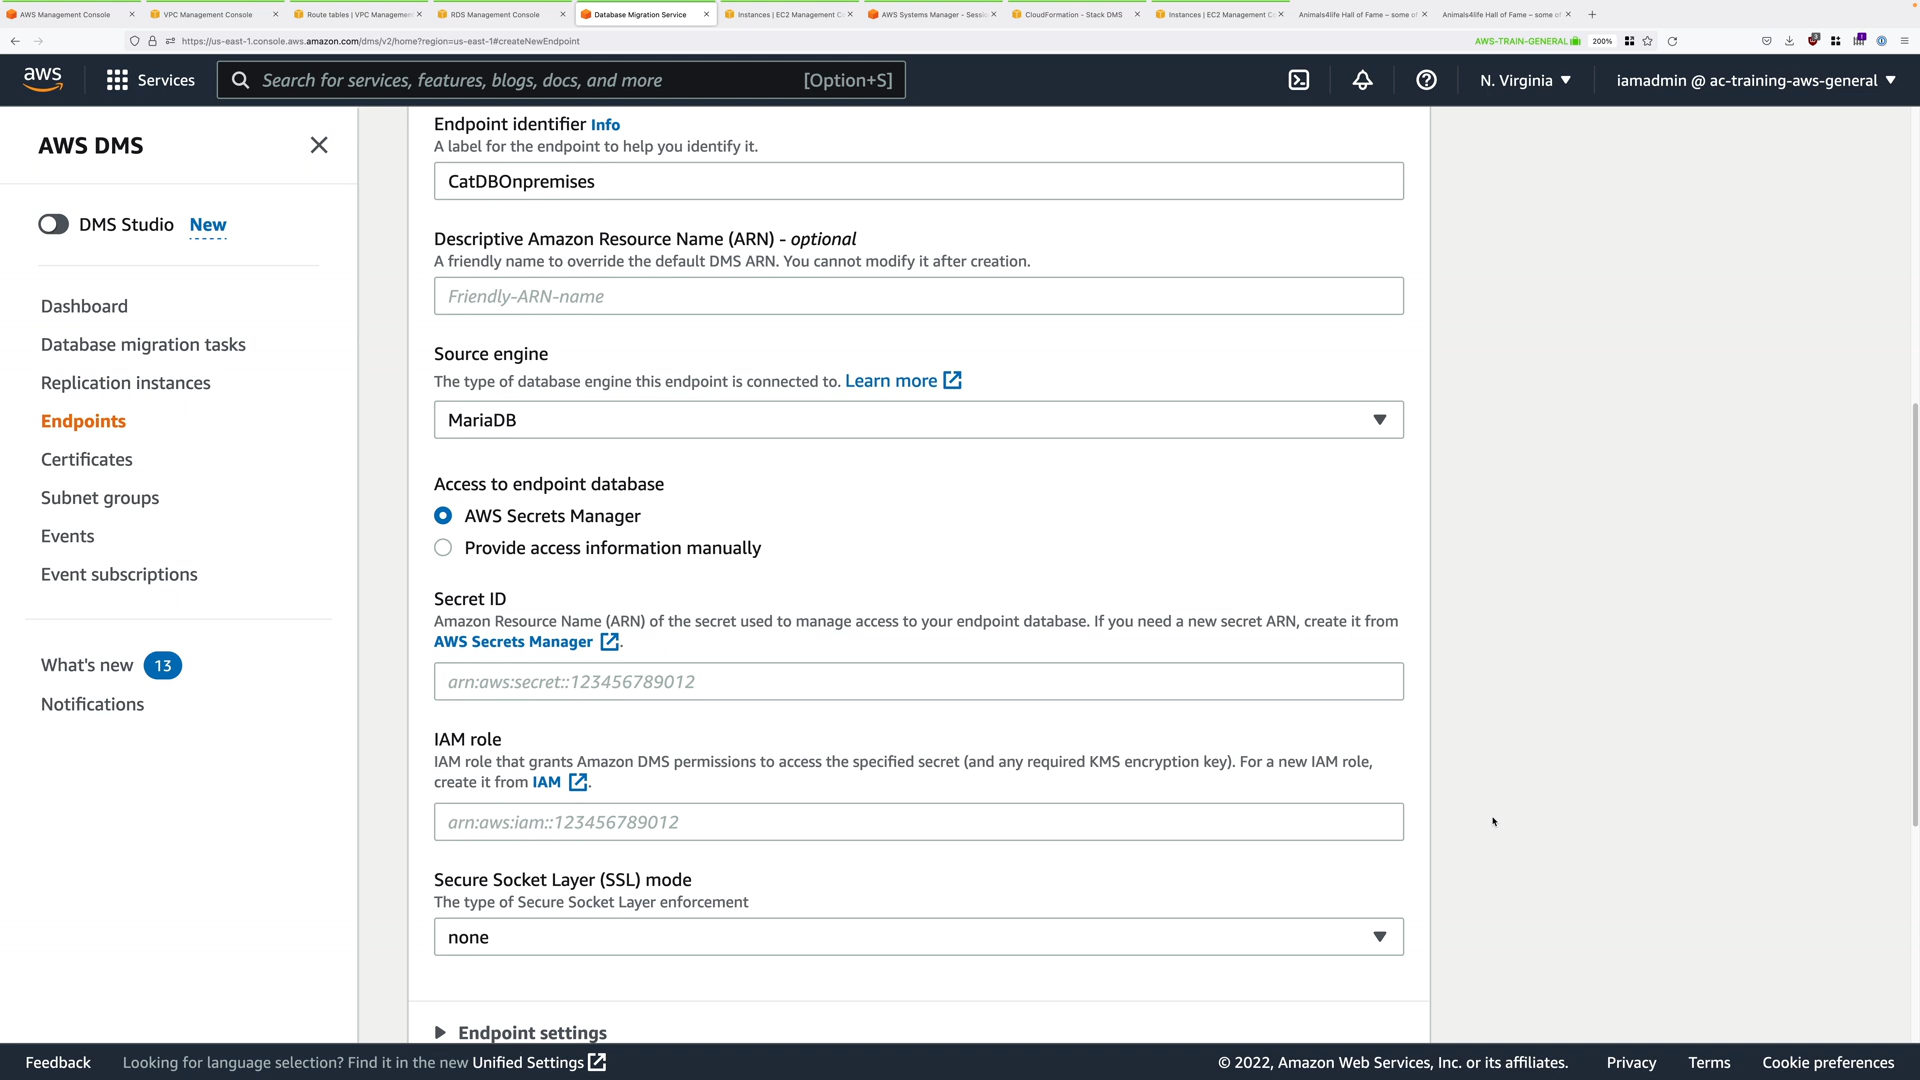 AWS Management Console
VPC Management Console
Route tables | VPC Management
RDS Management Console
Database Migration Service
Instances | EC2 Management C
AWS Systems Manager - Sessio
CloudFormation - Stack DMS
Instances | EC2 Management C
Animals4life Hall of Fame – some o
Animals4life Hall of Fame – some o
https://us-east-1.console.aws.amazon.com/dms/v2/home?region=us-east-1#createNewEndpoint
AWS-TRAIN-GENERAL
200%
aws
Services
Search for services, features, blogs, docs, and more
[Option+S]
N. Virginia
iamadmin @ ac-training-aws-general
AWS DMS
DMS Studio New
Dashboard
Database migration tasks
Replication instances
Endpoints
Certificates
Subnet groups
Events
Event subscriptions
What's new 13
Notifications
Endpoint identifier Info
A label for the endpoint to help you identify it.
CatDBOnpremises
Descriptive Amazon Resource Name (ARN) - optional
A friendly name to override the default DMS ARN. You cannot modify it after creation.
Friendly-ARN-name
Source engine
The type of database engine this endpoint is connected to. Learn more
MariaDB
Access to endpoint database
AWS Secrets Manager
Provide access information manually
Secret ID
Amazon Resource Name (ARN) of the secret used to manage access to your endpoint database. If you need a new secret ARN, create it from
AWS Secrets Manager .
arn:aws:secret::123456789012
IAM role
IAM role that grants Amazon DMS permissions to access the specified secret (and any required KMS encryption key). For a new IAM role,
create it from IAM .
arn:aws:iam::123456789012
Secure Socket Layer (SSL) mode
The type of Secure Socket Layer enforcement
none
Endpoint settings
Feedback
Looking for language selection? Find it in the new Unified Settings
© 2022, Amazon Web Services, Inc. or its affiliates.
Privacy
Terms
Cookie preferences